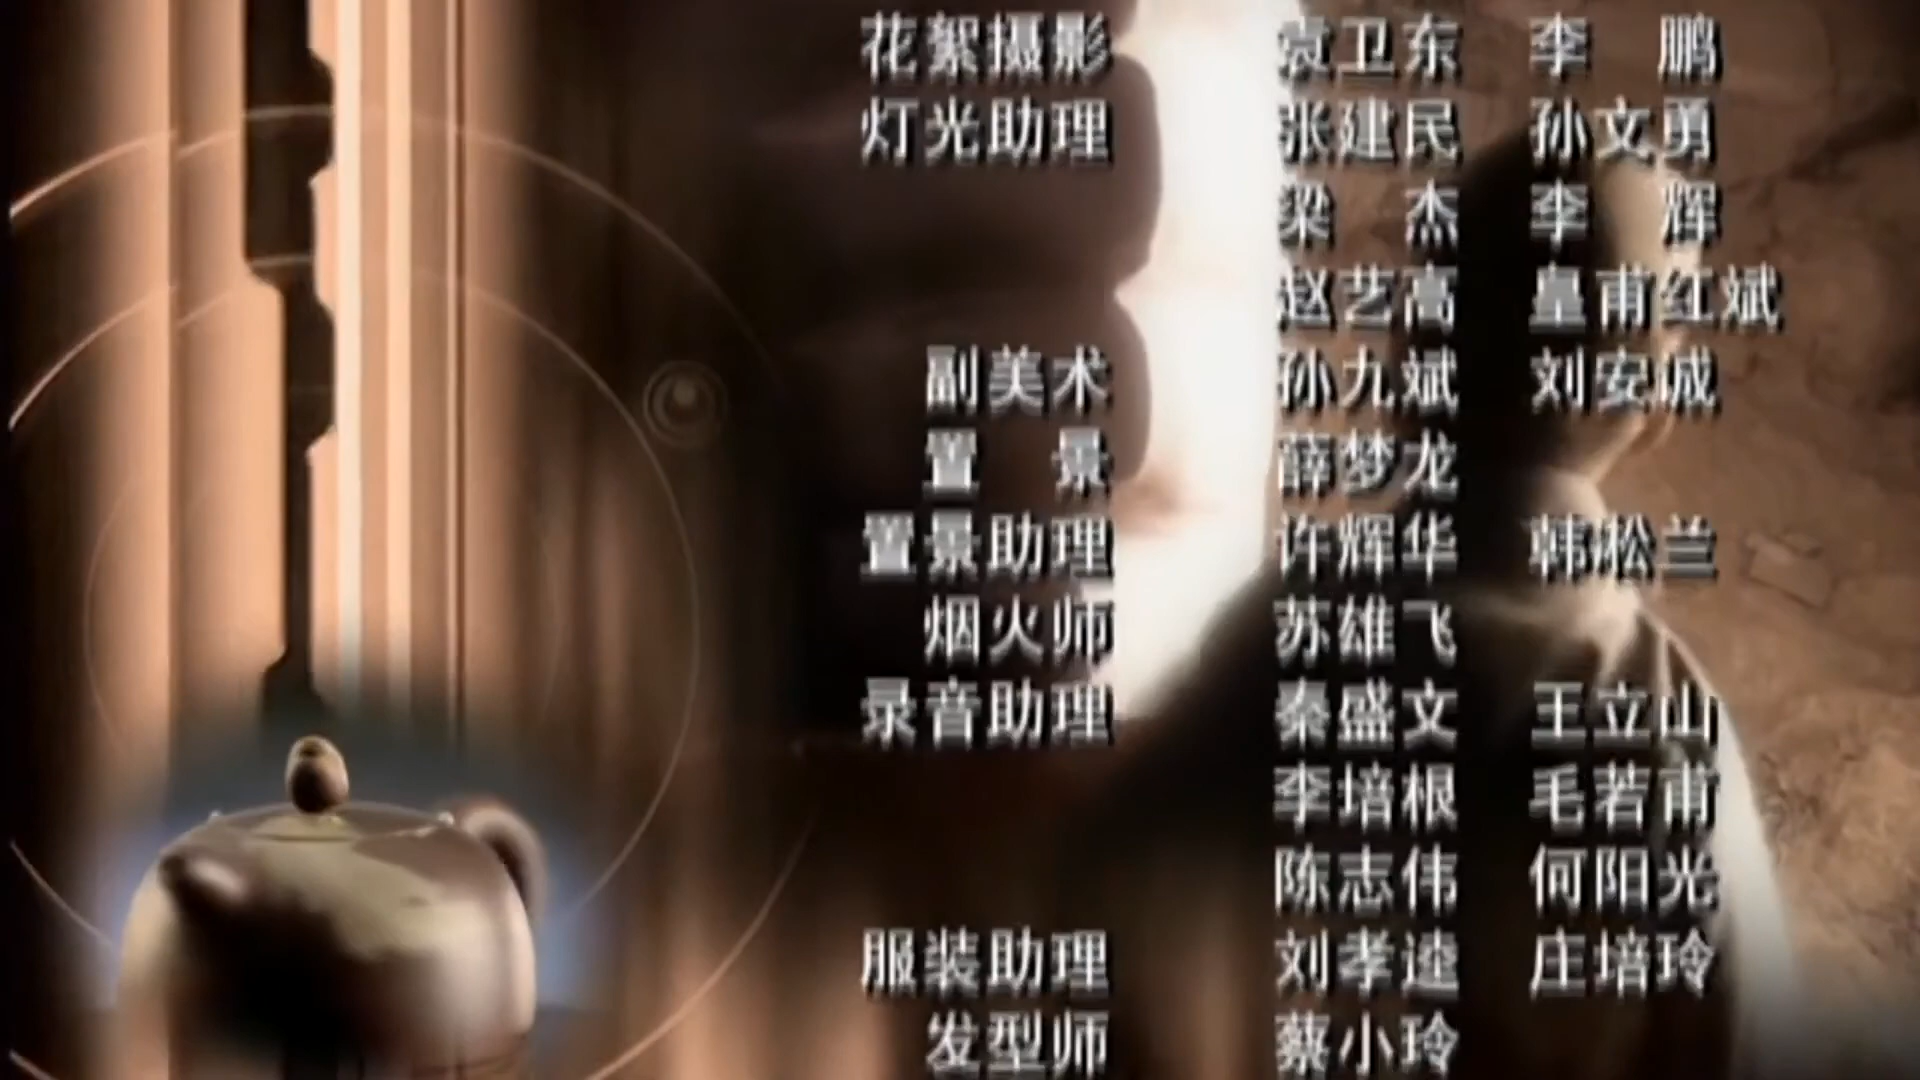 花絮摄影 袁卫东 李 鹏
灯光助理 张建民 孙文勇
梁 杰 李 辉
赵艺高 皇甫红斌
副美术 孙九斌 刘安诚
置 景 薛梦龙
置景助理 许辉华 韩淞兰
烟火师 苏雄飞
录音助理 秦盛文 王立山
李培根 毛若甫
陈志伟 何阳光
服装助理 刘孝逵 庄培玲
发型师 蔡小玲